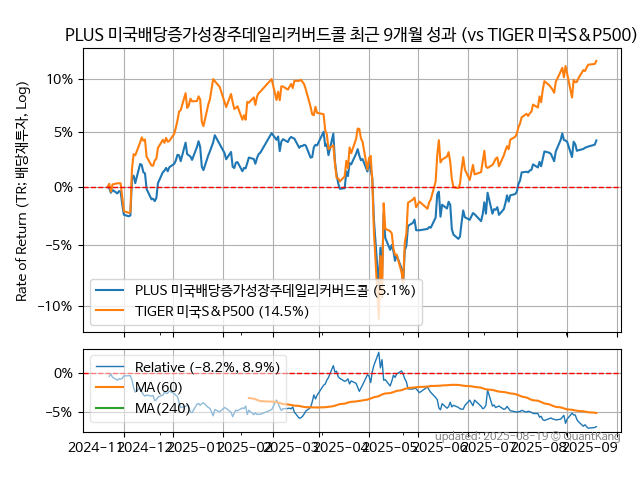 PLUS 미국배당증가성장주데일리커버드콜 최근 9개월 성과 (vs TIGER 미국S&P500)
Rate of Return (TR: 배당재투자, Log)
10%
5%
0%
−5%
−10%
PLUS 미국배당증가성장주데일리커버드콜 (5.1%)
TIGER 미국S&P500 (14.5%)
0%
−5%
Relative (−8.2%, 8.9%)
MA(60)
MA(240)
updated: 2025-08-19 © QuantKang
2024−11 2024−12 2025−01 2025−02 2025−03 2025−04 2025−05 2025−06 2025−07 2025−08 2025−09